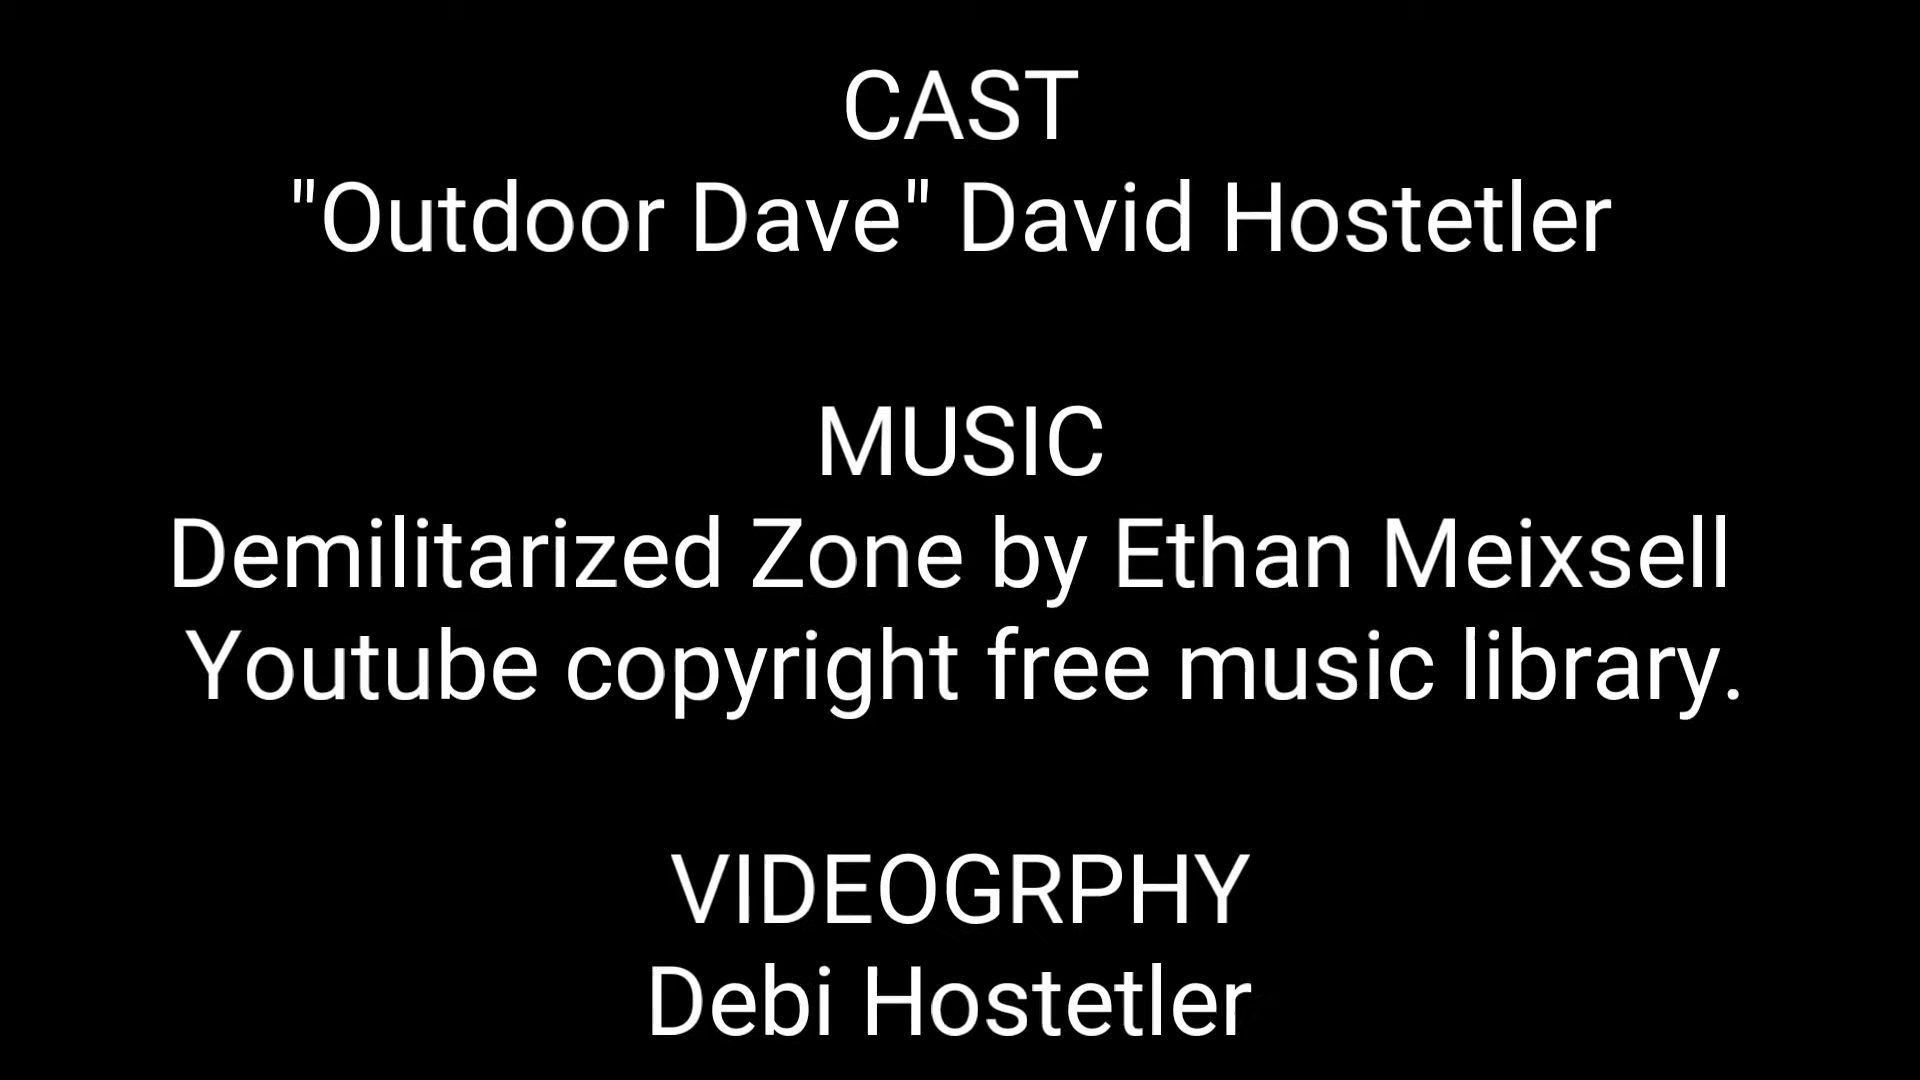 CAST
"Outdoor Dave" David Hostetler
MUSIC
Demilitarized Zone by Ethan Meixsell
Youtube copyright free music library.
VIDEOGRPHY
Debi Hostetler